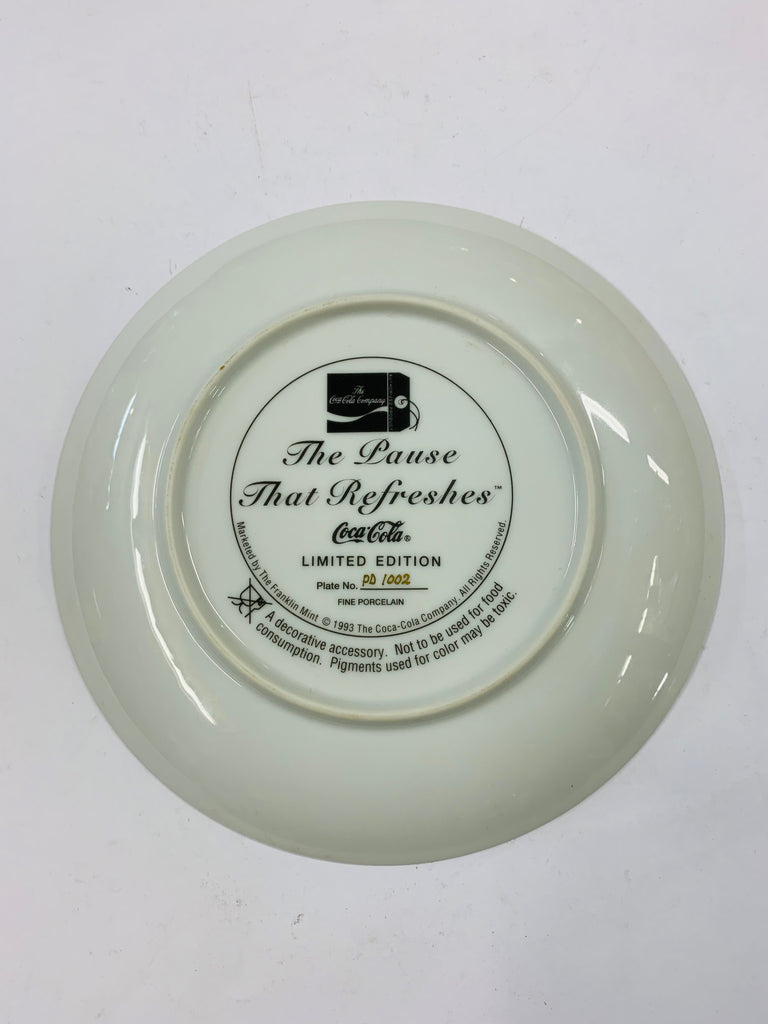 The
Coca-Cola Company
The Pause
That Refreshes™
Coca-Cola®
LIMITED EDITION
Plate No. PD 1002
FINE PORCELAIN
Marketed by The Franklin Mint © 1993 The Coca-Cola Company. All Rights Reserved.
A decorative accessory. Not to be used for food
consumption. Pigments used for color may be toxic.